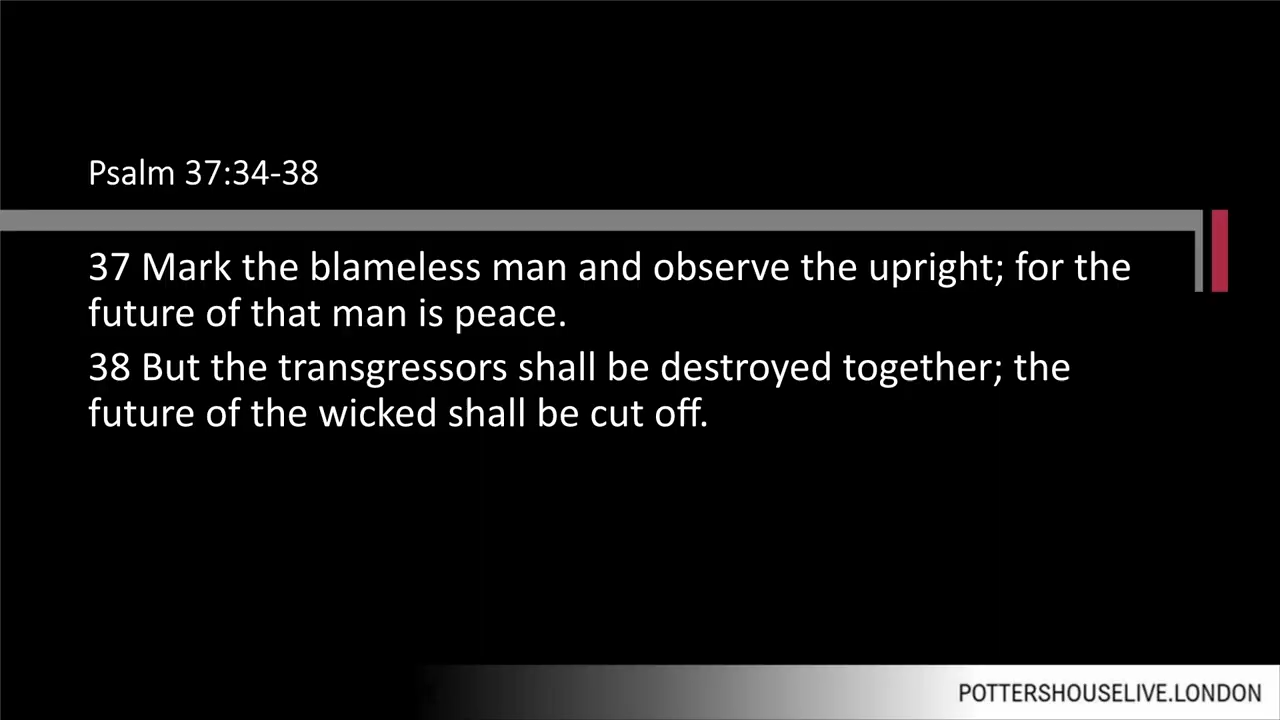 Psalm 37:34-38
37 Mark the blameless man and observe the upright; for the
future of that man is peace.
38 But the transgressors shall be destroyed together; the
future of the wicked shall be cut off.
POTTERSHOUSELIVE.LONDON